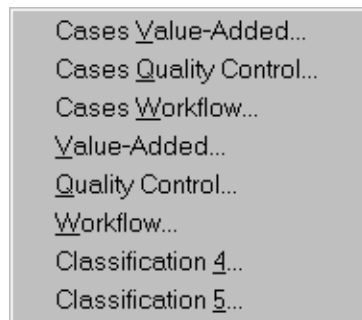 Cases Value-Added...
Cases Quality Control...
Cases Workflow...
Value-Added...
Quality Control...
Workflow...
Classification 4...
Classification 5...